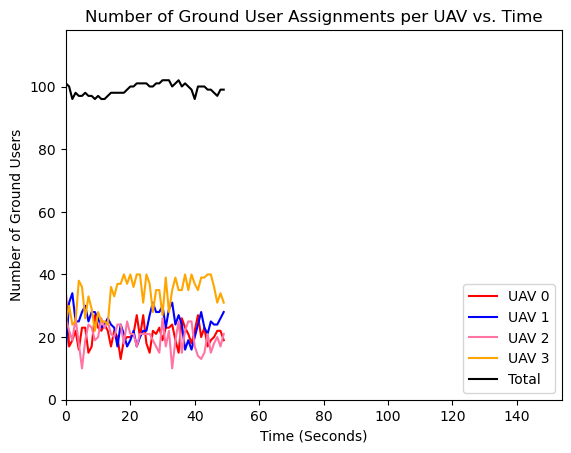 Number of Ground User Assignments per UAV vs. Time
Number of Ground Users
100
80
60
40
20
0
0 20 40 60 80 100 120 140
Time (Seconds)
UAV 0
UAV 1
UAV 2
UAV 3
Total